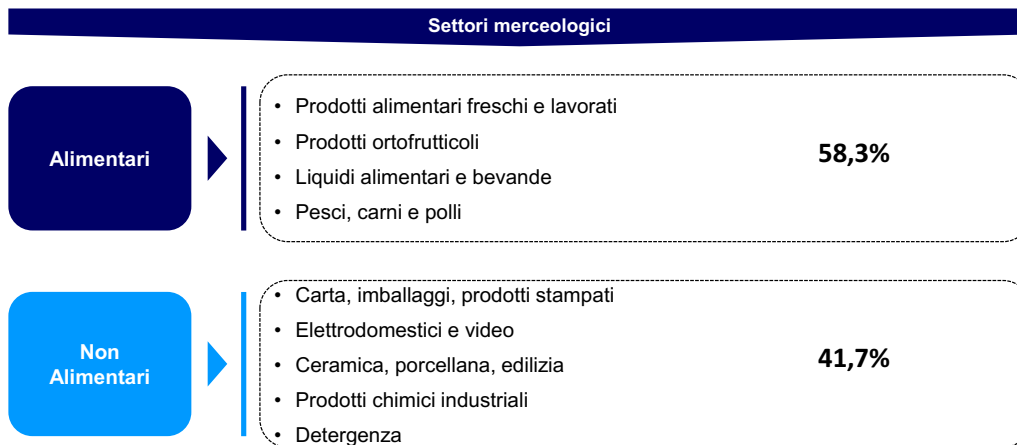 Settori merceologici
Alimentari
• Prodotti alimentari freschi e lavorati
• Prodotti ortofrutticoli
• Liquidi alimentari e bevande
• Pesci, carni e polli
58,3%
Non
Alimentari
• Carta, imballaggi, prodotti stampati
• Elettrodomestici e video
• Ceramica, porcellana, edilizia
• Prodotti chimici industriali
• Detergenza
41,7%